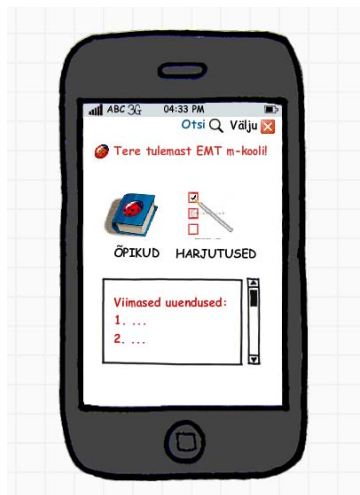 ABC 3G 04:33 PM
Otsi Välju
Tere tulemast EMT m-kooli!
ÕPIKUD HARJUTUSED
Viimased uuendused:
1. ...
2. ...